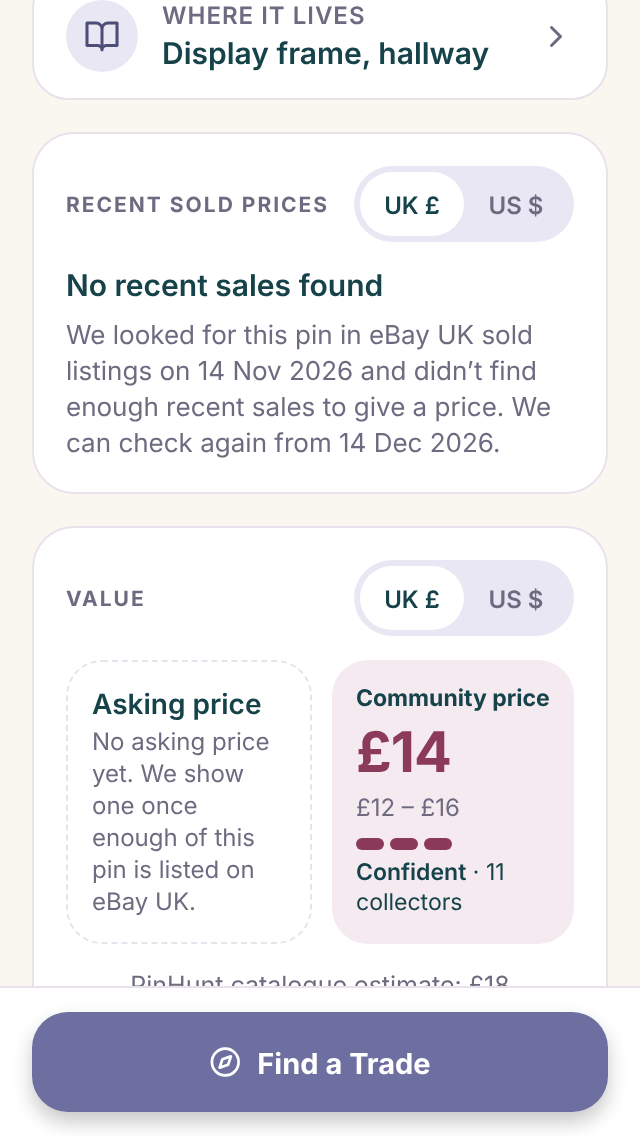 WHERE IT LIVES
Display frame, hallway
RECENT SOLD PRICES
UK £ US $
No recent sales found
We looked for this pin in eBay UK sold
listings on 14 Nov 2026 and didn’t find
enough recent sales to give a price. We
can check again from 14 Dec 2026.
VALUE
UK £ US $
Asking price
No asking price
yet. We show
one once
enough of this
pin is listed on
eBay UK.
Community price
£14
£12 – £16
Confident · 11
collectors
PinHunt catalogue estimate: £18
Find a Trade